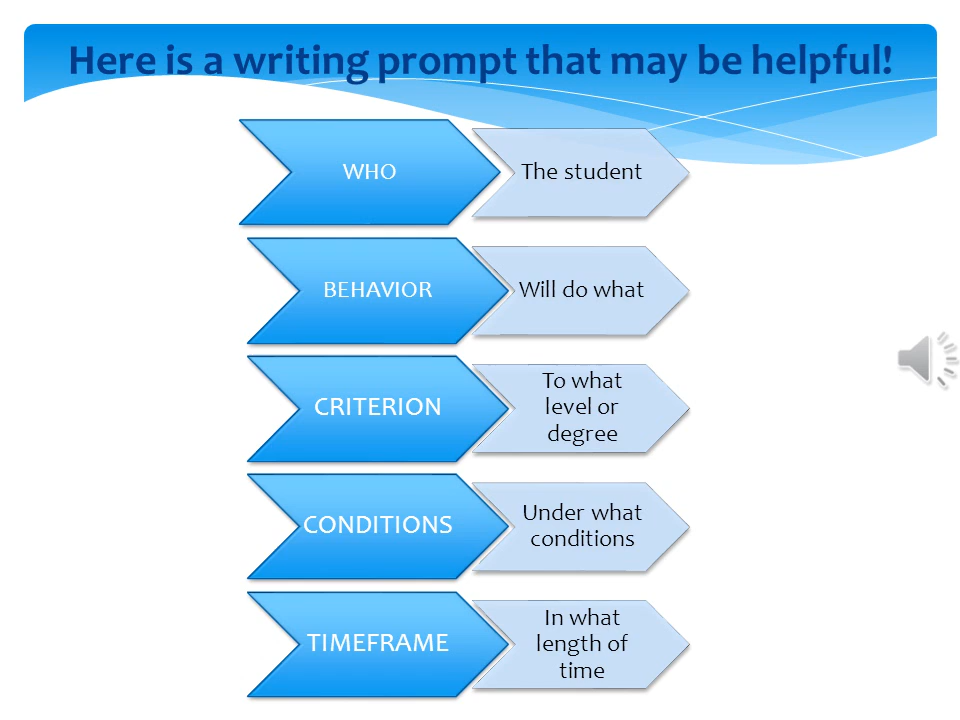 Here is a writing prompt that may be helpful!
WHO
The student
BEHAVIOR
Will do what
CRITERION
To what
level or
degree
CONDITIONS
Under what
conditions
TIMEFRAME
In what
length of
time